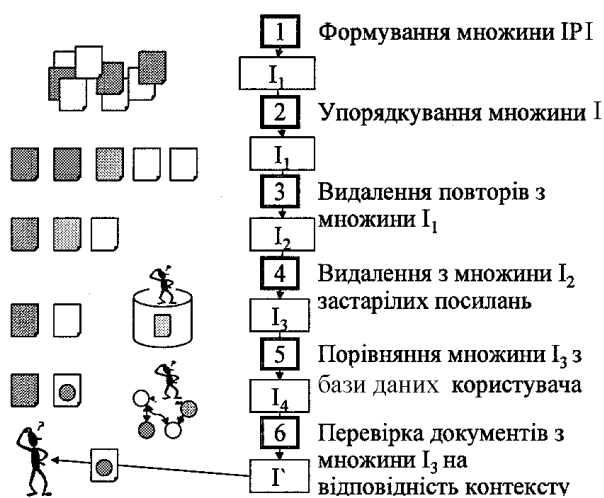 1 Формування множини ІРІ
I₁
2 Упорядкування множини I
I₁
3 Видалення повторів з
множини I₁
I₂
4 Видалення з множини I₂
застарілих посилань
I₃
5 Порівняння множини I₃ з
бази даних користувача
I₄
6 Перевірка документів з
множини I₃ на
відповідність контексту
I`